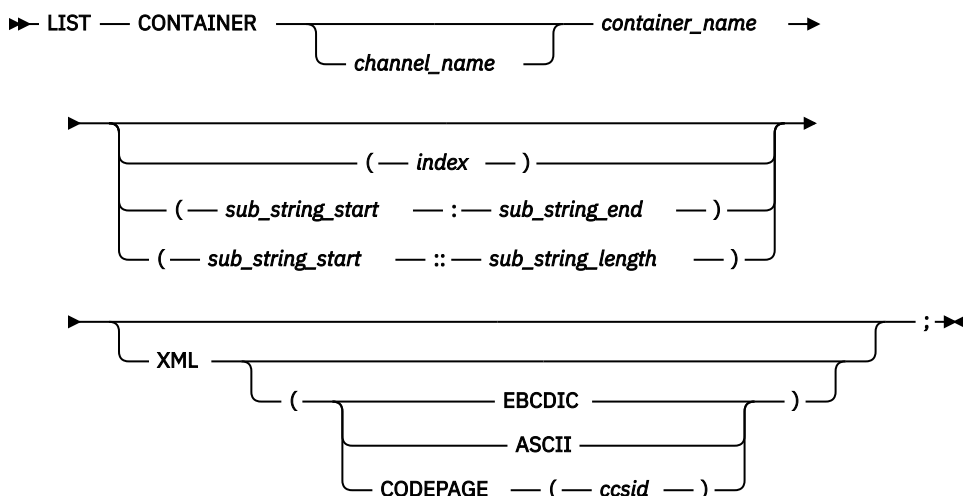 LIST CONTAINER container_name
channel_name
( index )
( sub_string_start : sub_string_end )
( sub_string_start :: sub_string_length )
;
XML
( EBCDIC )
ASCII
CODEPAGE ( ccsid )